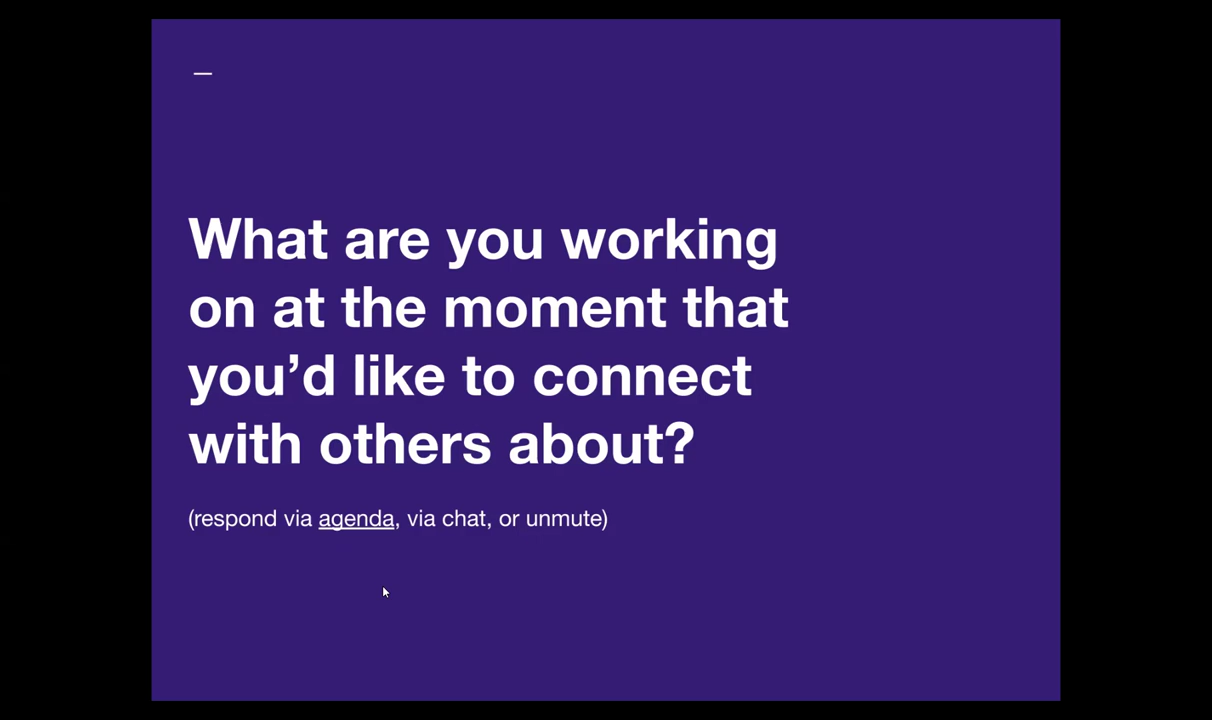 What are you working
on at the moment that
you’d like to connect
with others about?
(respond via agenda, via chat, or unmute)